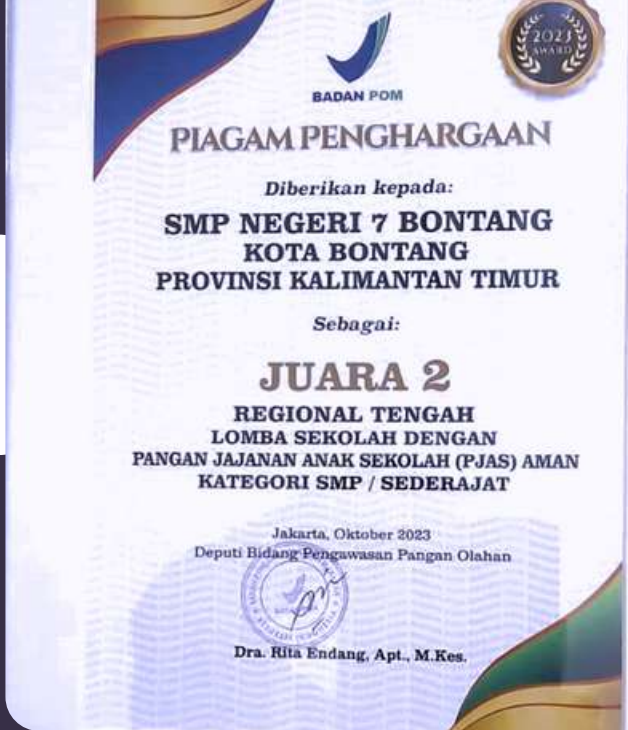 2023
AWARD
BADAN POM
PIAGAM PENGHARGAAN
Diberikan kepada:
SMP NEGERI 7 BONTANG
KOTA BONTANG
PROVINSI KALIMANTAN TIMUR
Sebagai:
JUARA 2
REGIONAL TENGAH
LOMBA SEKOLAH DENGAN
PANGAN JAJANAN ANAK SEKOLAH (PJAS) AMAN
KATEGORI SMP / SEDERAJAT
Jakarta, Oktober 2023
Deputi Bidang Pengawasan Pangan Olahan
Dra. Rita Endang, Apt., M.Kes.